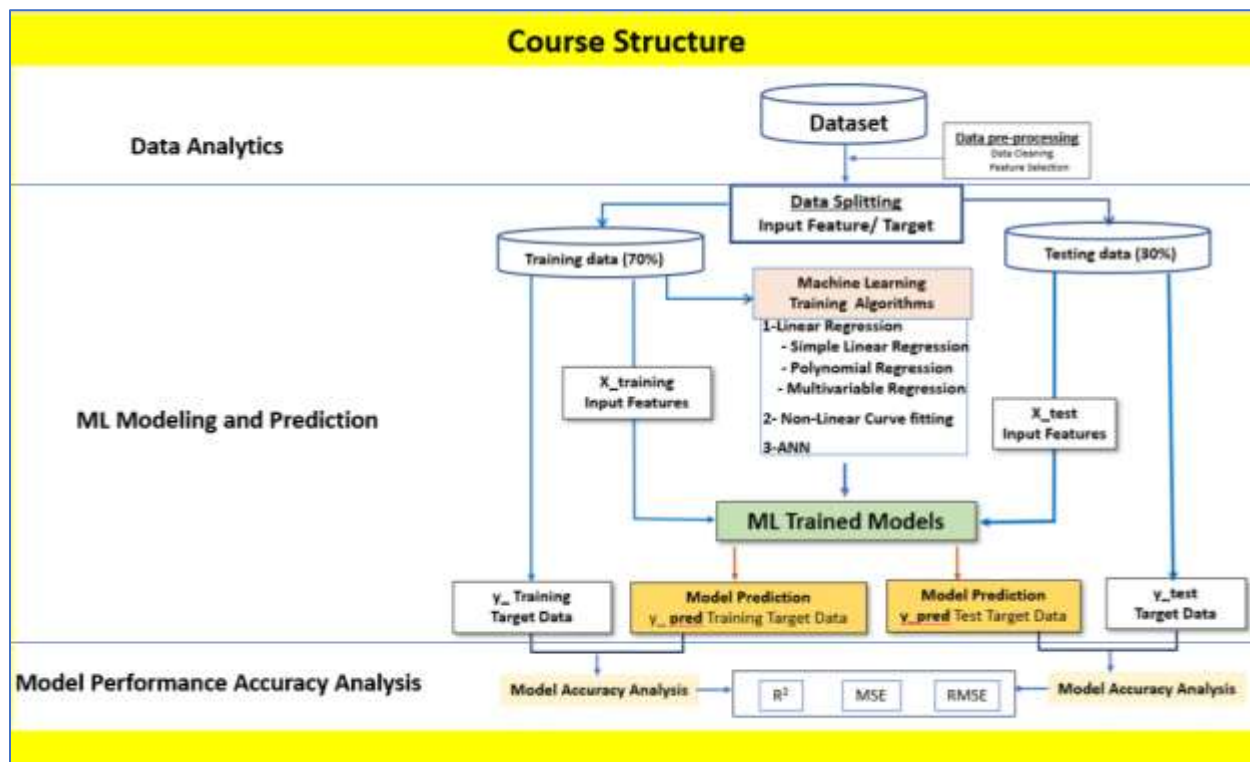 Course Structure
Data Analytics
Dataset
Data pre-processing
Data Cleaning
Feature Selection
Data Splitting
Input Feature/ Target
Training data (70%)
Testing data (30%)
Machine Learning
Training Algorithms
1-Linear Regression
- Simple Linear Regression
- Polynomial Regression
- Multivariable Regression
2- Non-Linear Curve fitting
3-ANN
X_training
Input Features
X_test
Input Features
ML Modeling and Prediction
ML Trained Models
y_ Training
Target Data
Model Prediction
y_ pred Training Target Data
Model Prediction
y_pred Test Target Data
y_test
Target Data
Model Performance Accuracy Analysis
Model Accuracy Analysis
R²
MSE
RMSE
Model Accuracy Analysis